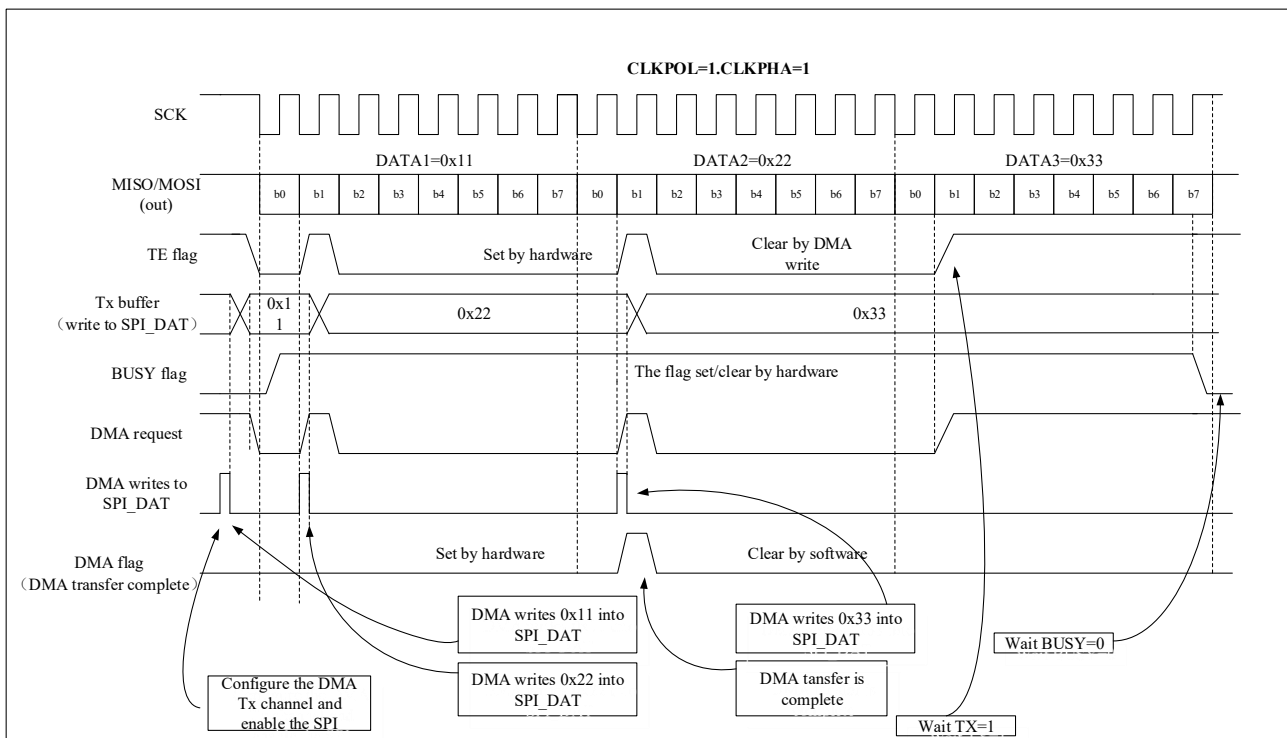 CLKPOL=1.CLKPHA=1
SCK
DATA1=0x11
DATA2=0x22
DATA3=0x33
MISO/MOSI
(out)
b0 b1 b2 b3 b4 b5 b6 b7 b0 b1 b2 b3 b4 b5 b6 b7 b0 b1 b2 b3 b4 b5 b6 b7
TE flag
Set by hardware
Clear by DMA
write
Tx buffer
（write to SPI_DAT）
0x1
1
0x22
0x33
BUSY flag
The flag set/clear by hardware
DMA request
DMA writes to
SPI_DAT
DMA flag
（DMA transfer complete）
Set by hardware
Clear by software
DMA writes 0x11 into
SPI_DAT
DMA writes 0x33 into
SPI_DAT
Wait BUSY=0
Configure the DMA
Tx channel and
enable the SPI
DMA writes 0x22 into
SPI_DAT
DMA tansfer is
complete
Wait TX=1